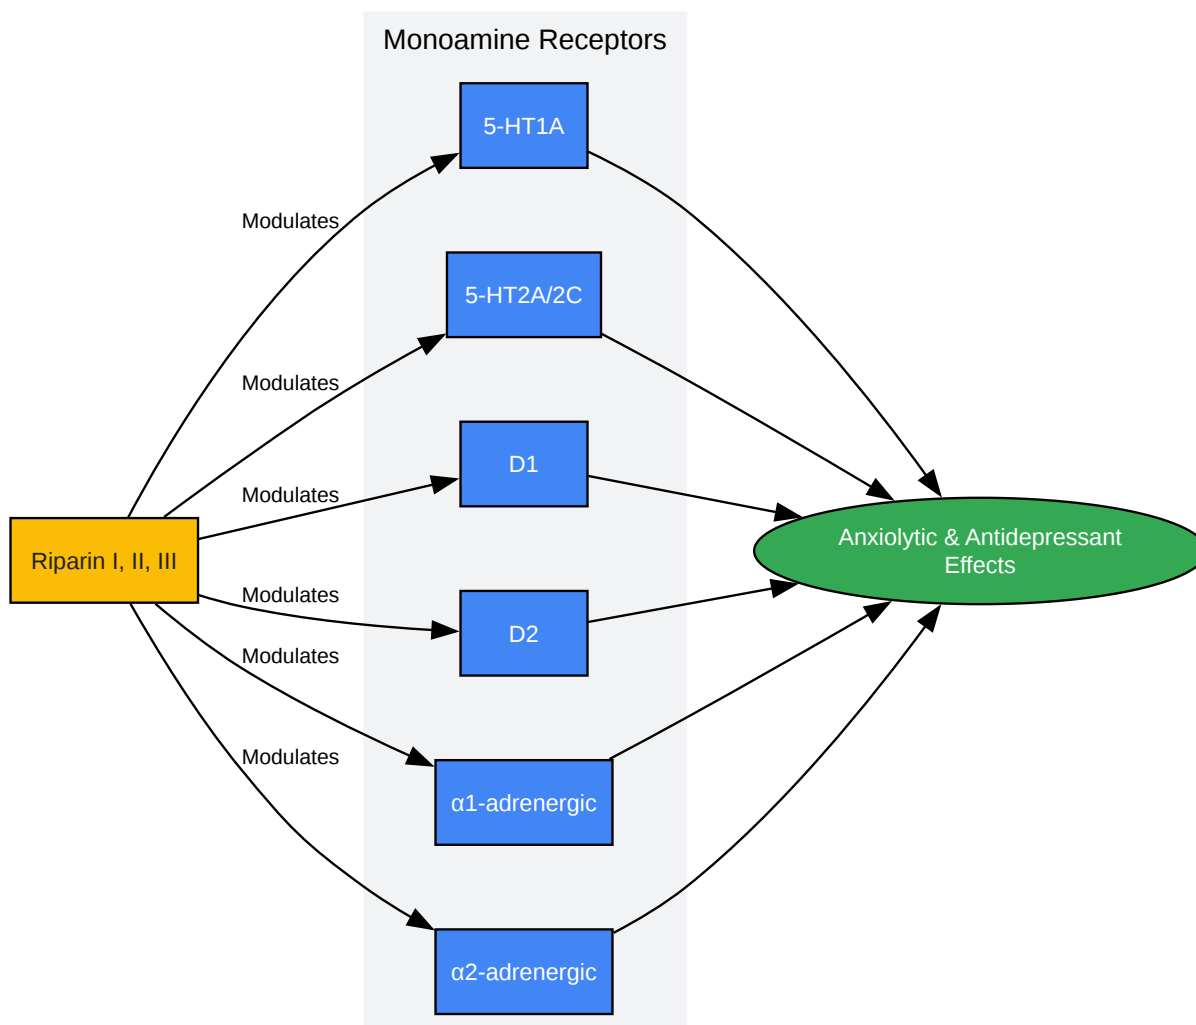 Monoamine Receptors
5-HT1A
Modulates
5-HT2A/2C
Modulates
D1
Modulates
Riparin I, II, III
Anxiolytic & Antidepressant
Effects
Modulates
D2
Modulates
Modulates
α1-adrenergic
α2-adrenergic